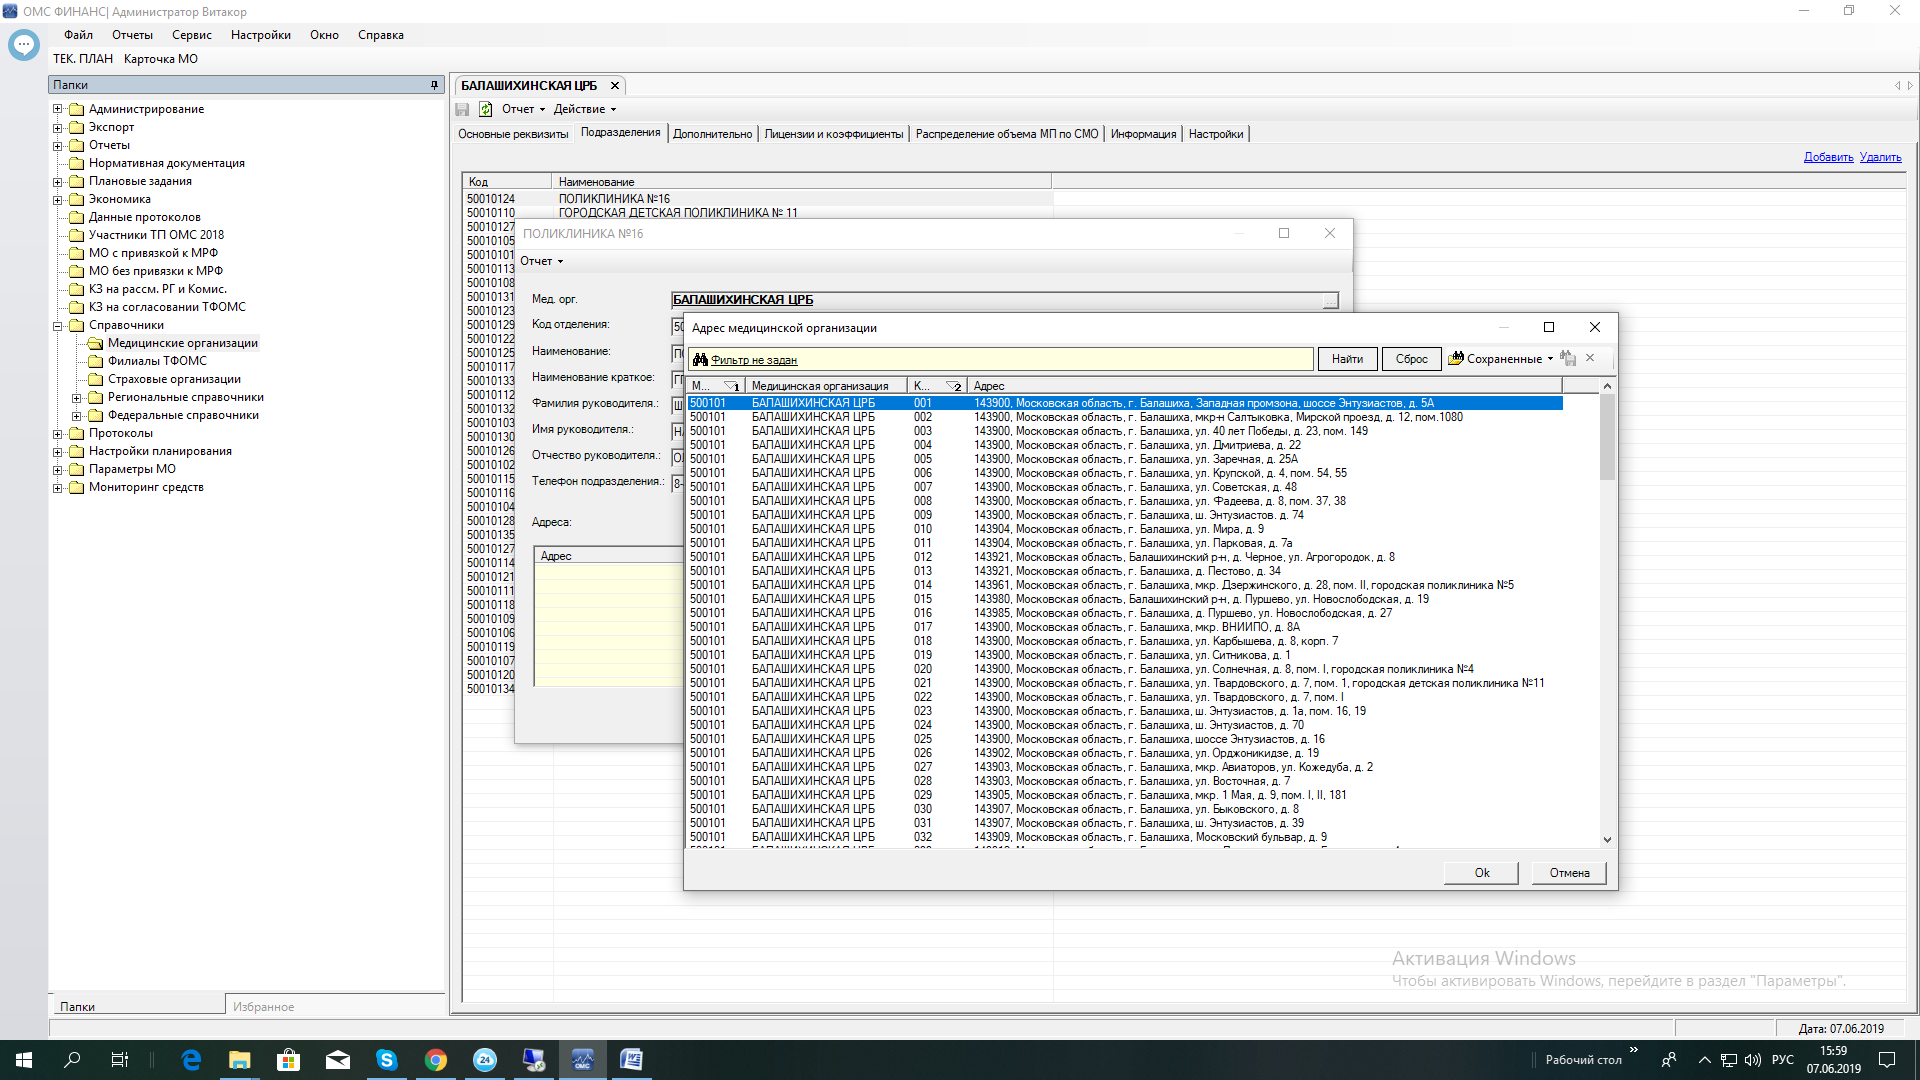 ОМС ФИНАНС| Администратор Витакор
Файл Отчеты Сервис Настройки Окно Справка
ТЕК. ПЛАН Карточка МО
Папки
Администрирование
Экспорт
Отчеты
Нормативная документация
Плановые задания
Экономика
Данные протоколов
Участники ТП ОМС 2018
МО с привязкой к МРФ
МО без привязки к МРФ
КЗ на рассм. РГ и Комис.
КЗ на согласовании ТФОМС
Справочники
Медицинские организации
Филиалы ТФОМС
Страховые организации
Региональные справочники
Федеральные справочники
Протоколы
Настройки планирования
Параметры МО
Мониторинг средств
Папки Избранное
БАЛАШИХИНСКАЯ ЦРБ
Отчет Действие
Основные реквизиты Подразделения Дополнительно Лицензии и коэффициенты Распределение объема МП по СМО Информация Настройки
Добавить Удалить
Код Наименование
50010124 ПОЛИКЛИНИКА №16
50010110 ГОРОДСКАЯ ДЕТСКАЯ ПОЛИКЛИНИКА № 11
50010127
50010105
50010101
50010113
50010108
50010131
50010123
50010129
50010122
50010125
50010117
50010133
50010112
50010103
50010130
50010126
50010102
50010115
50010116
50010104
50010128
50010135
50010127
50010114
50010121
50010111
50010118
50010109
50010106
50010119
50010107
50010120
50010134
ПОЛИКЛИНИКА №16
Отчет
Мед. орг. БАЛАШИХИНСКАЯ ЦРБ ...
Код отделения: 50
Наименование:
Наименование краткое:
Фамилия руководителя.: Ш
Имя руководителя.:
Отчество руководителя.:
Телефон подразделения.: 8-
Адреса:
Адрес
Адрес медицинской организации
Фильтр не задан Найти Сброс Сохраненные
М... 1 Медицинская организация К... 2 Адрес
500101 БАЛАШИХИНСКАЯ ЦРБ 001 143900, Московская область, г. Балашиха, Западная промзона, шоссе Энтузиастов, д. 5А
500101 БАЛАШИХИНСКАЯ ЦРБ 002 143900, Московская область, г. Балашиха, мкр-н Салтыковка, Мирской проезд, д. 12, пом.1080
500101 БАЛАШИХИНСКАЯ ЦРБ 003 143900, Московская область, г. Балашиха, ул. 40 лет Победы, д. 23, пом. 149
500101 БАЛАШИХИНСКАЯ ЦРБ 004 143900, Московская область, г. Балашиха, ул. Дмитриева, д. 22
500101 БАЛАШИХИНСКАЯ ЦРБ 005 143900, Московская область, г. Балашиха, ул. Заречная, д. 25А
500101 БАЛАШИХИНСКАЯ ЦРБ 006 143900, Московская область, г. Балашиха, ул. Крупской, д. 4, пом. 54, 55
500101 БАЛАШИХИНСКАЯ ЦРБ 007 143900, Московская область, г. Балашиха, ул. Советская, д. 48
500101 БАЛАШИХИНСКАЯ ЦРБ 008 143900, Московская область, г. Балашиха, ул. Фадеева, д. 8, пом. 37, 38
500101 БАЛАШИХИНСКАЯ ЦРБ 009 143900, Московская область, г. Балашиха, ш. Энтузиастов. д. 74
500101 БАЛАШИХИНСКАЯ ЦРБ 010 143904, Московская область, г. Балашиха, ул. Мира, д. 9
500101 БАЛАШИХИНСКАЯ ЦРБ 011 143904, Московская область, г. Балашиха, ул. Парковая, д. 7а
500101 БАЛАШИХИНСКАЯ ЦРБ 012 143921, Московская область, Балашихинский р-н, д. Черное, ул. Агрогородок, д. 8
500101 БАЛАШИХИНСКАЯ ЦРБ 013 143921, Московская область, г. Балашиха, д. Пестово, д. 34
500101 БАЛАШИХИНСКАЯ ЦРБ 014 143961, Московская область, г. Балашиха, мкр. Дзержинского, д. 28, пом. II, городская поликлиника №5
500101 БАЛАШИХИНСКАЯ ЦРБ 015 143980, Московская область, Балашихинский р-н, д. Пуршево, ул. Новослободская, д. 19
500101 БАЛАШИХИНСКАЯ ЦРБ 016 143985, Московская область, г. Балашиха, д. Пуршево, ул. Новослободская, д. 27
500101 БАЛАШИХИНСКАЯ ЦРБ 017 143900, Московская область, г. Балашиха, мкр. ВНИИПО, д. 8А
500101 БАЛАШИХИНСКАЯ ЦРБ 018 143900, Московская область, г. Балашиха, ул. Карбышева, д. 8, корп. 7
500101 БАЛАШИХИНСКАЯ ЦРБ 019 143900, Московская область, г. Балашиха, ул. Ситникова, д. 1
500101 БАЛАШИХИНСКАЯ ЦРБ 020 143900, Московская область, г. Балашиха, ул. Солнечная, д. 8, пом. I, городская поликлиника №4
500101 БАЛАШИХИНСКАЯ ЦРБ 021 143900, Московская область, г. Балашиха, ул. Твардовского, д. 7, пом. 1, городская детская поликлиника №11
500101 БАЛАШИХИНСКАЯ ЦРБ 022 143900, Московская область, г. Балашиха, ул. Твардовского, д. 7, пом. I
500101 БАЛАШИХИНСКАЯ ЦРБ 023 143900, Московская область, г. Балашиха, ш. Энтузиастов, д. 1а, пом. 16, 19
500101 БАЛАШИХИНСКАЯ ЦРБ 024 143900, Московская область, г. Балашиха, ш. Энтузиастов, д. 70
500101 БАЛАШИХИНСКАЯ ЦРБ 025 143900, Московская область, г. Балашиха, шоссе Энтузиастов, д. 16
500101 БАЛАШИХИНСКАЯ ЦРБ 026 143902, Московская область, г. Балашиха, ул. Орджоникидзе, д. 19
500101 БАЛАШИХИНСКАЯ ЦРБ 027 143903, Московская область, г. Балашиха, мкр. Авиаторов, ул. Кожедуба, д. 2
500101 БАЛАШИХИНСКАЯ ЦРБ 028 143903, Московская область, г. Балашиха, ул. Восточная, д. 7
500101 БАЛАШИХИНСКАЯ ЦРБ 029 143905, Московская область, г. Балашиха, мкр. 1 Мая, д. 9, пом. I, II, 181
500101 БАЛАШИХИНСКАЯ ЦРБ 030 143907, Московская область, г. Балашиха, ул. Быковского, д. 8
500101 БАЛАШИХИНСКАЯ ЦРБ 031 143907, Московская область, г. Балашиха, ш. Энтузиастов, д. 39
500101 БАЛАШИХИНСКАЯ ЦРБ 032 143909, Московская область, г. Балашиха, Московский бульвар, д. 9
Ok Отмена
Активация Windows
Чтобы активировать Windows, перейдите в раздел "Параметры".
Дата: 07.06.2019
24 ОМС Рабочий стол РУС 15:59
07.06.2019